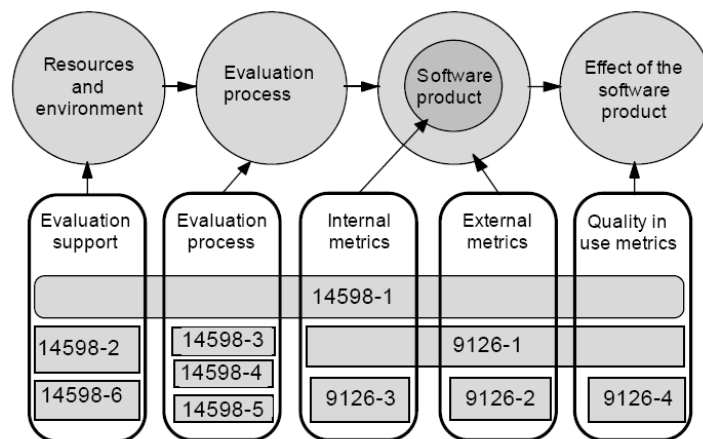 Resources
and
environment
Evaluation
process
Software
product
Effect of the
software
product
Evaluation
support
Evaluation
process
Internal
metrics
External
metrics
Quality in
use metrics
14598-1
14598-2
14598-6
14598-3
14598-4
14598-5
9126-1
9126-3
9126-2
9126-4